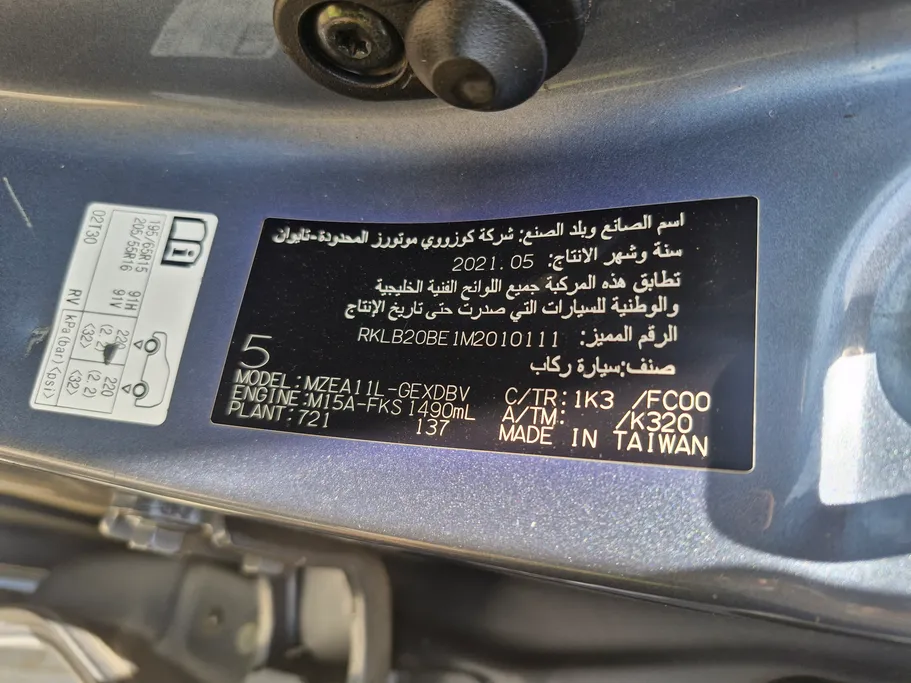 اسم الصانع وبلد الصنع: شركة كوزرووي موتورز المحدودة-تايوان
سنة وشهر الانتاج: 2021.05
تطابق هذه المركبة جميع اللوائح الفنية الخليجية
والوطنية للسيارات التي صدرت حتى تاريخ الإنتاج
الرقم المميز: RKLB20BE1M2010111
صنف:سيارة ركاب
5
MODEL: MZEA11L-GEXDBV
ENGINE: M15A-FKS 1490mL
PLANT: 721 137
C/TR: 1K3 /FC00
A/TM: /K320
MADE IN TAIWAN
195/65R15 91H 220 (2.2) <32> 220 (2.2) <32>
205/55R16 91V
02T30 RV kPa(bar)<psi>